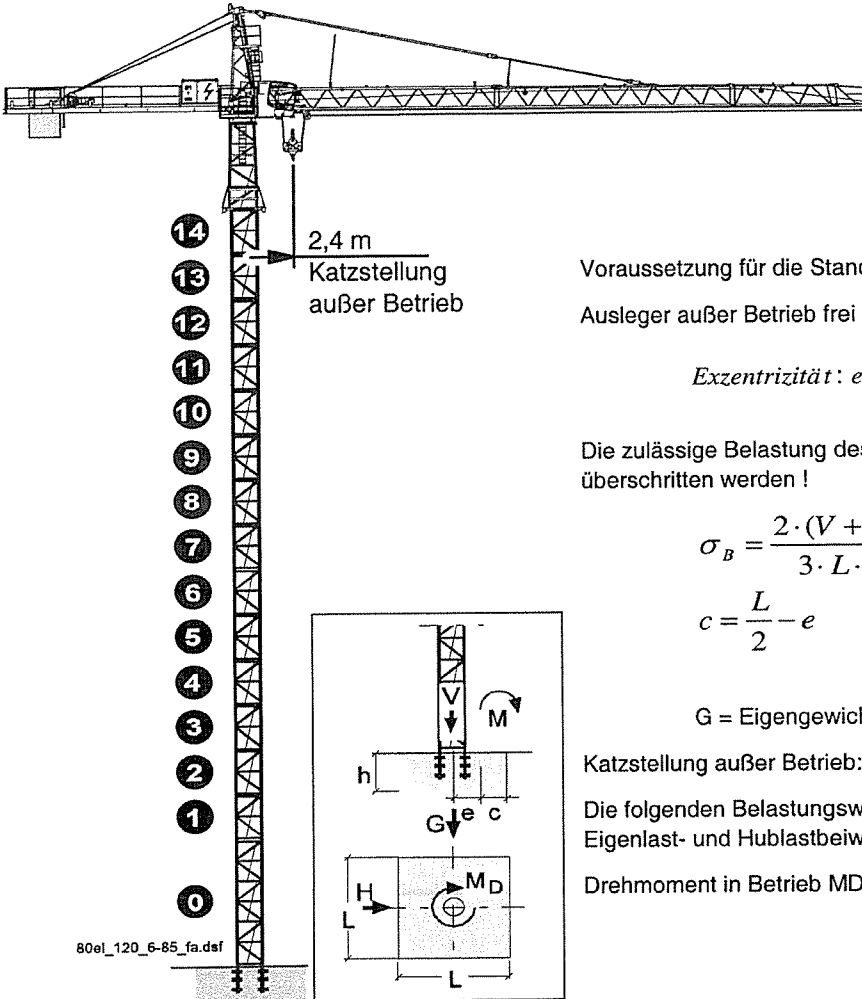 14
13
12
11
10
9
8
7
6
5
4
3
2
1
0
2,4 m
Katzstellung
außer Betrieb
80el_120_6-85_fa.dsf
V
M
h
e c
G
H
M D
L
L
Voraussetzung für die Stand
Ausleger außer Betrieb frei
Exzentrizität : e
Die zulässige Belastung des
überschritten werden !
σ B = 2 · (V + / 3 · L ·
c = L / 2 − e
G = Eigengewich
Katzstellung außer Betrieb:
Die folgenden Belastungsw
Eigenlast- und Hublastbeiw
Drehmoment in Betrieb MD